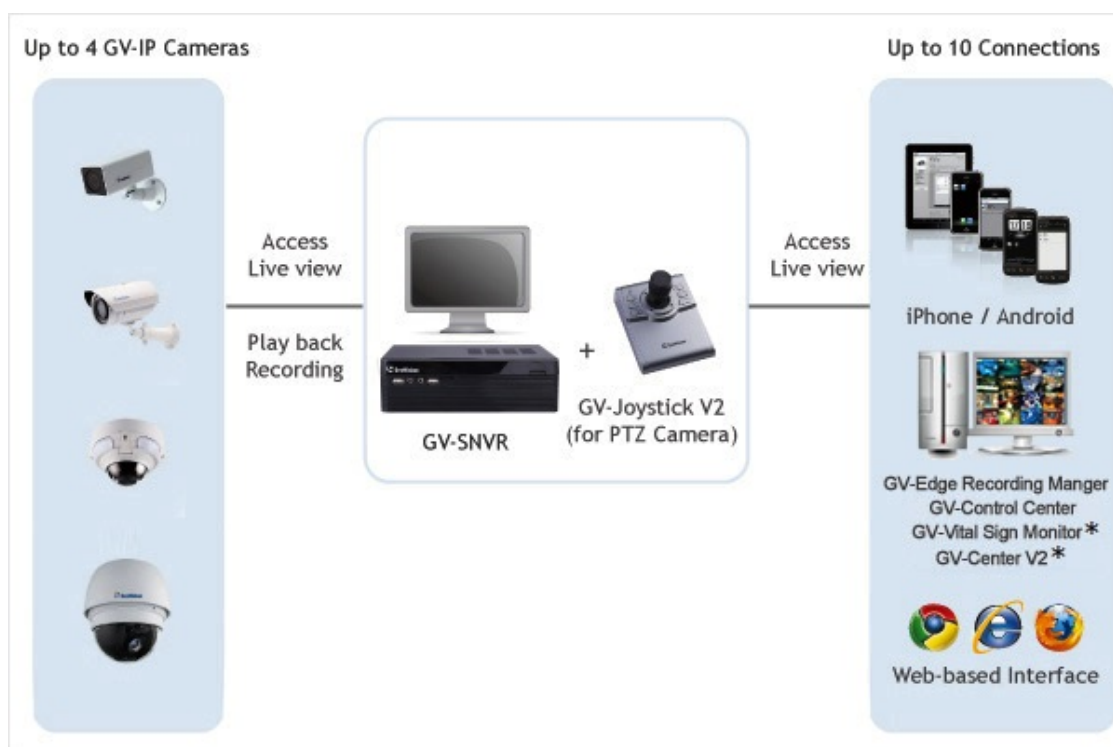 Up to 4 GV-IP Cameras
Up to 10 Connections
Access
Live view
Play back
Recording
GV-SNVR
+
GV-Joystick V2
(for PTZ Camera)
Access
Live view
iPhone / Android
GV-Edge Recording Manger
GV-Control Center
GV-Vital Sign Monitor*
GV-Center V2*
Web-based Interface